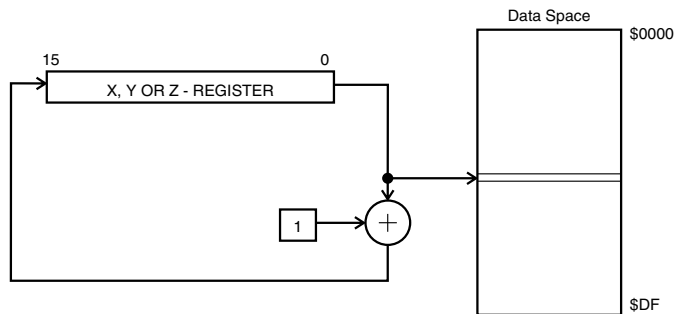 Data Space
$0000
15 0
X, Y OR Z - REGISTER
1
+
$DF